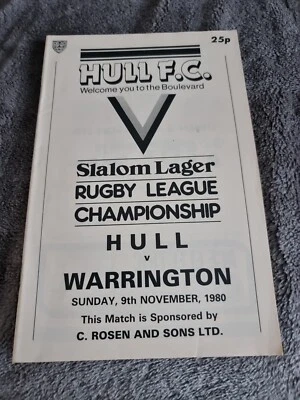 25p
HULL F.C.
Welcome you to the Boulevard
Slalom Lager
RUGBY LEAGUE
CHAMPIONSHIP
HULL
v
WARRINGTON
SUNDAY, 9th NOVEMBER, 1980
This Match is Sponsored by
C. ROSEN AND SONS LTD.